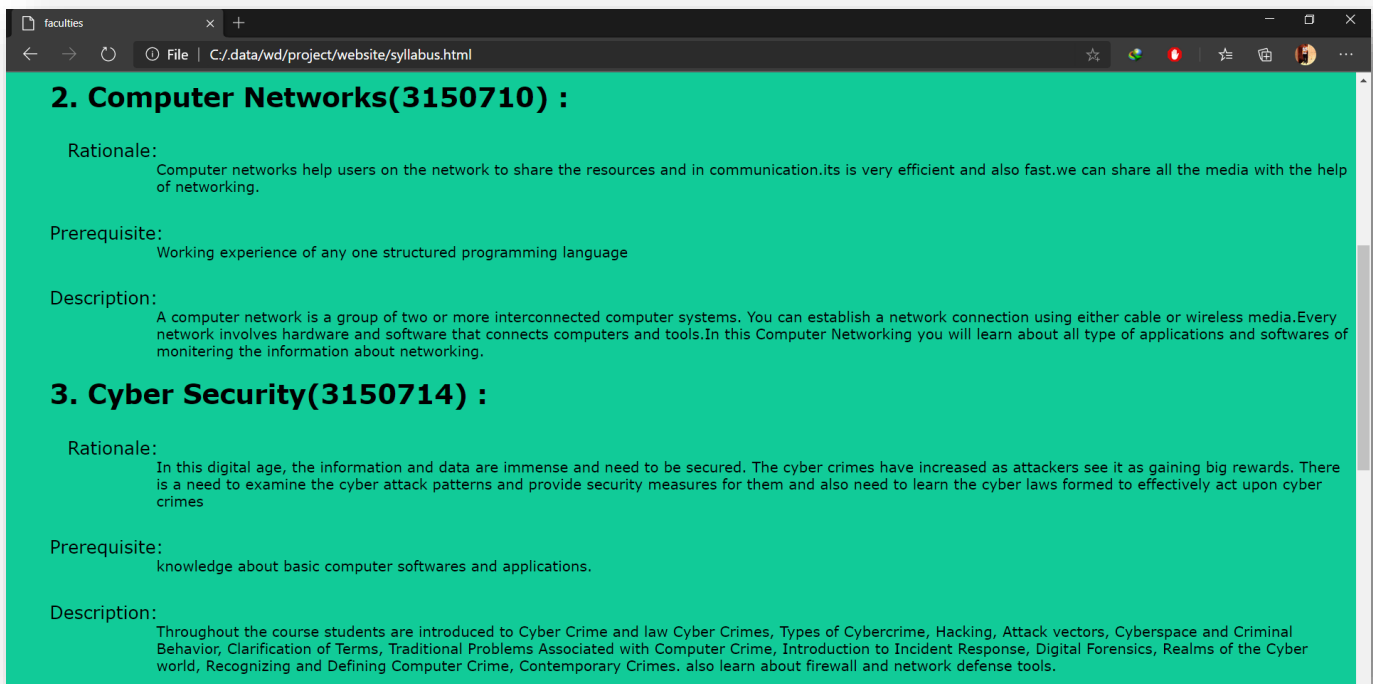 faculties
File | C:/.data/wd/project/website/syllabus.html
2. Computer Networks(3150710) :
Rationale:
Computer networks help users on the network to share the resources and in communication.its is very efficient and also fast.we can share all the media with the help
of networking.
Prerequisite:
Working experience of any one structured programming language
Description:
A computer network is a group of two or more interconnected computer systems. You can establish a network connection using either cable or wireless media.Every
network involves hardware and software that connects computers and tools.In this Computer Networking you will learn about all type of applications and softwares of
monitering the information about networking.
3. Cyber Security(3150714) :
Rationale:
In this digital age, the information and data are immense and need to be secured. The cyber crimes have increased as attackers see it as gaining big rewards. There
is a need to examine the cyber attack patterns and provide security measures for them and also need to learn the cyber laws formed to effectively act upon cyber
crimes
Prerequisite:
knowledge about basic computer softwares and applications.
Description:
Throughout the course students are introduced to Cyber Crime and law Cyber Crimes, Types of Cybercrime, Hacking, Attack vectors, Cyberspace and Criminal
Behavior, Clarification of Terms, Traditional Problems Associated with Computer Crime, Introduction to Incident Response, Digital Forensics, Realms of the Cyber
world, Recognizing and Defining Computer Crime, Contemporary Crimes. also learn about firewall and network defense tools.